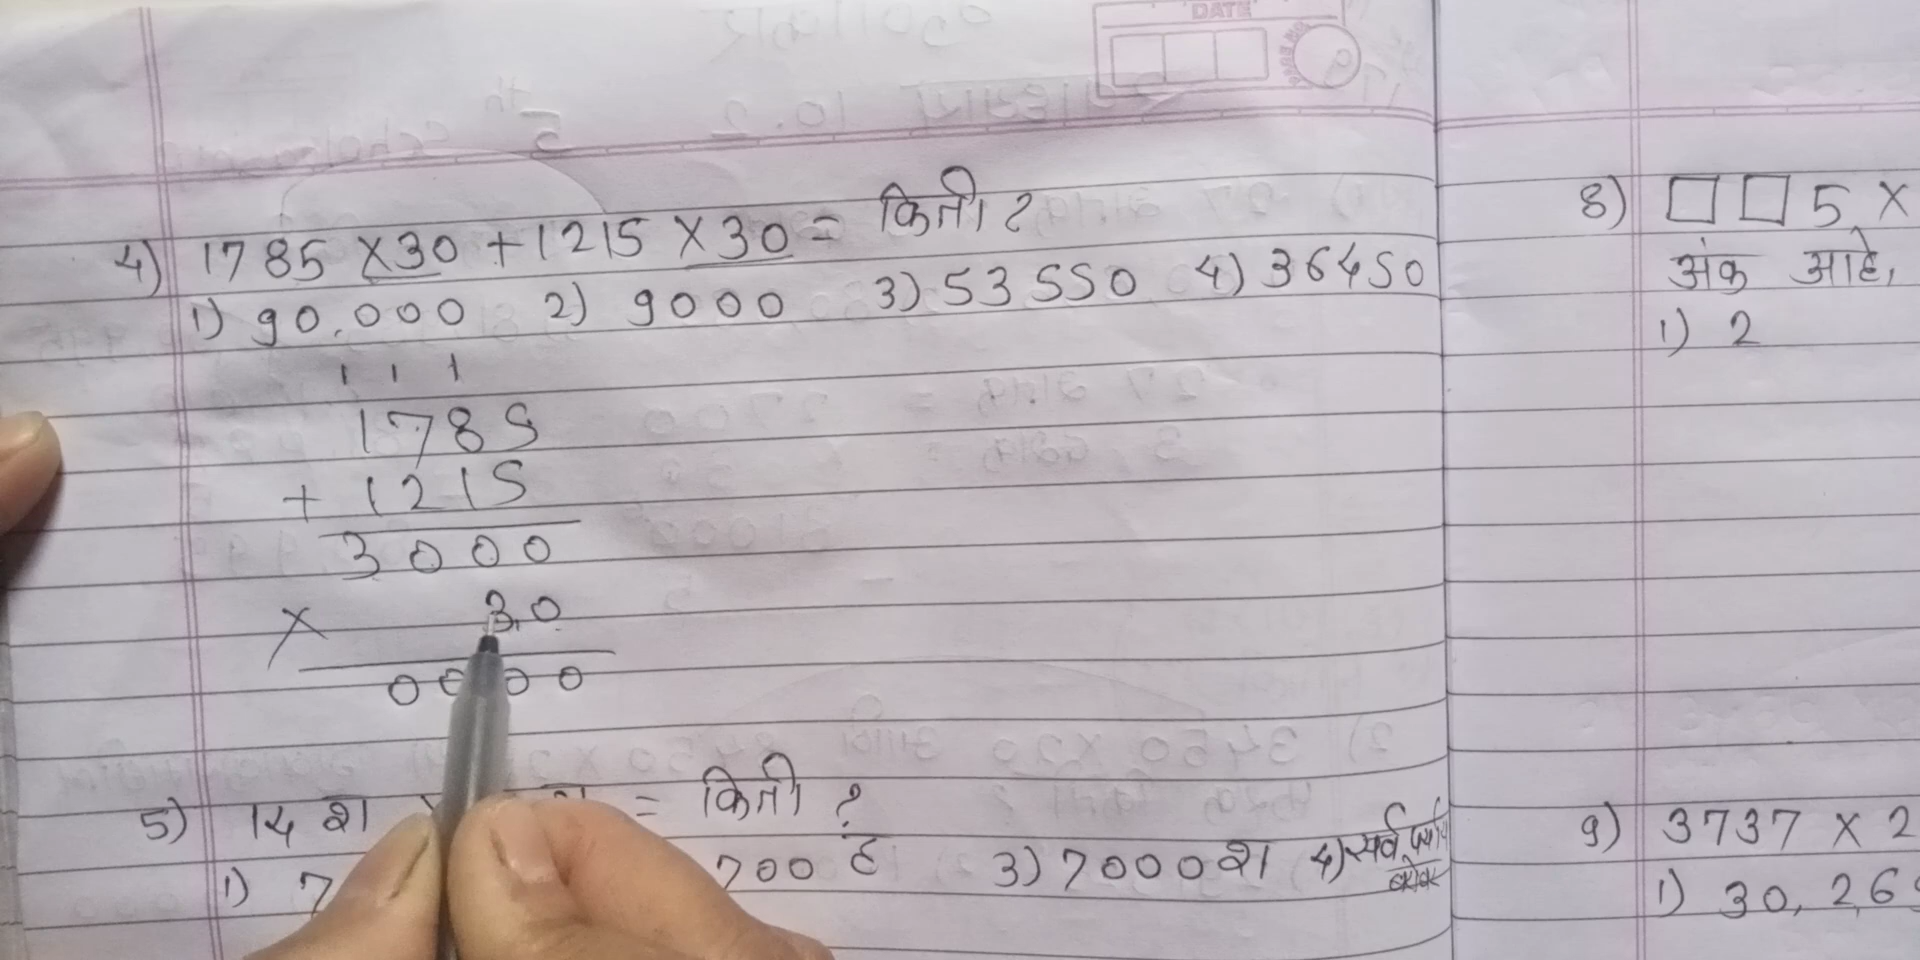 DATE
4) 1785 × 30 + 1215 × 30 = किती ?
1) 90,000 2) 9000 3) 53550 4) 36450
1 1 1
1785
+ 1215
3000
× 30
0000
5) 14 श = किती ?
1) 7 700 ह 3) 7000 श 4) सर्व
8) □ □ 5 ×
अंक आहे,
1) 2
9) 3737 × 2
1) 30,26